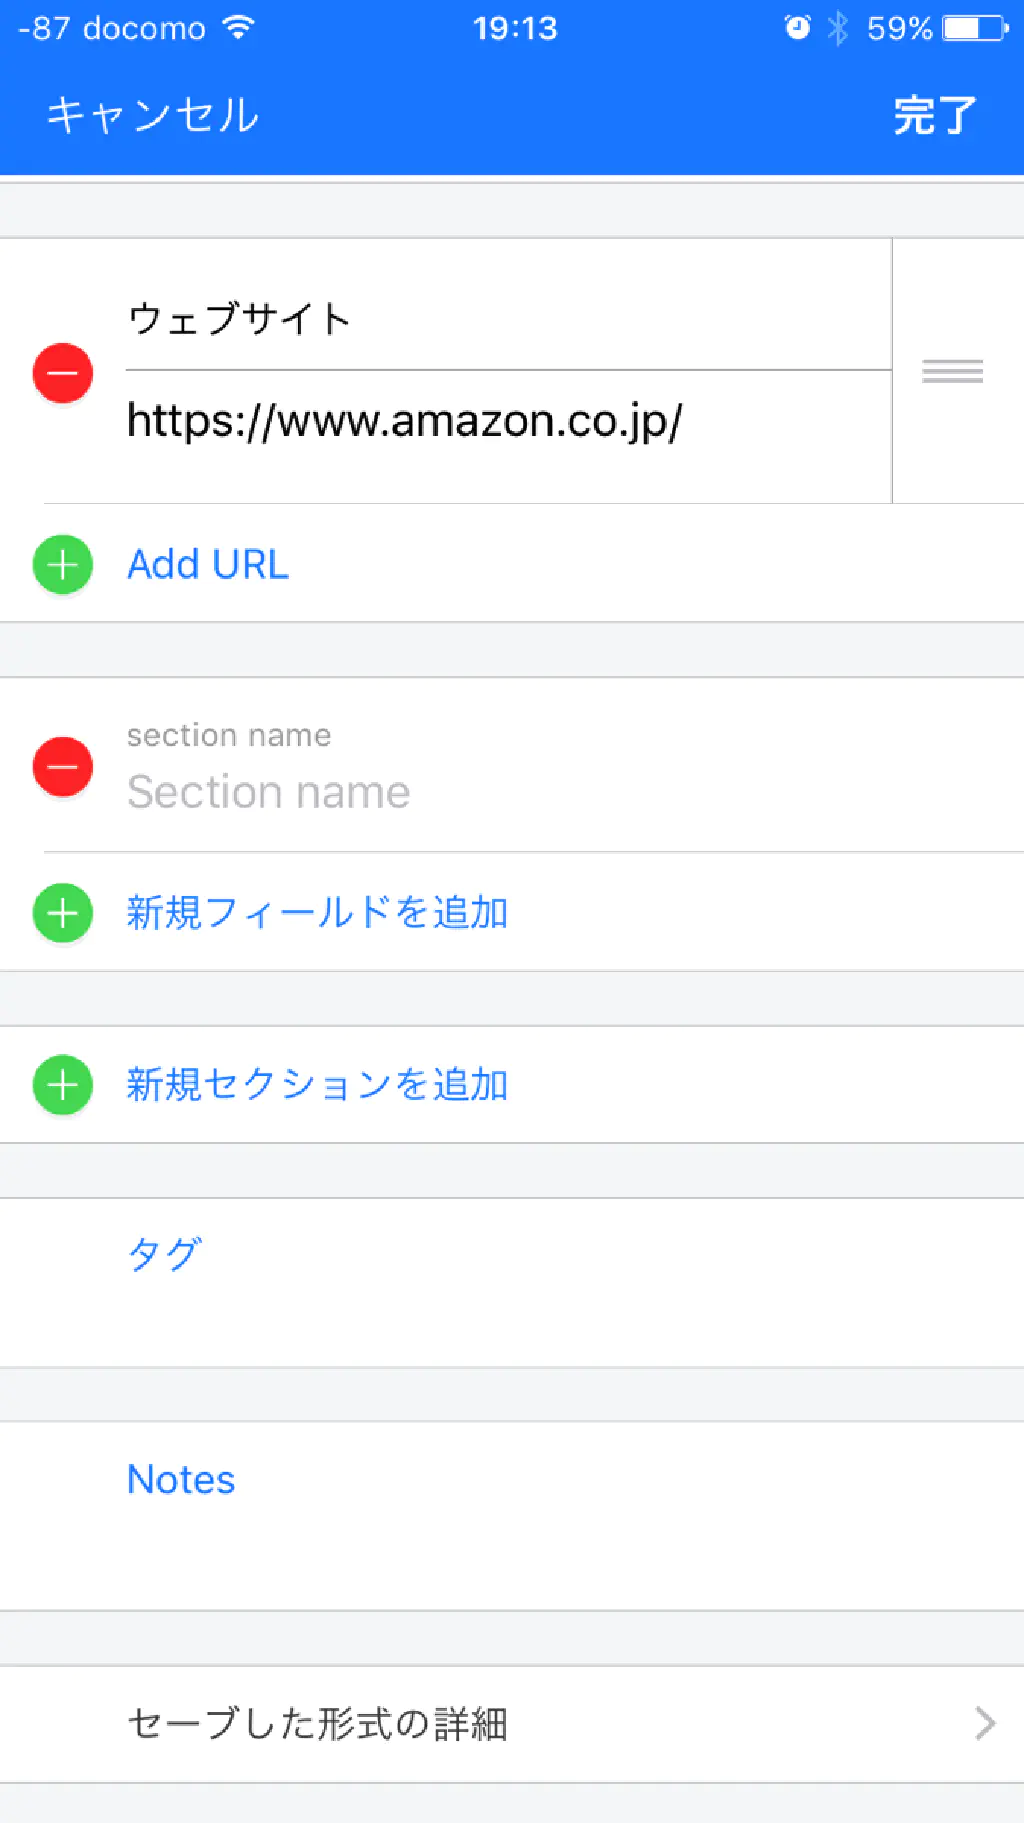 -87 docomo 19:13 59%
キャンセル 完了
ウェブサイト
https://www.amazon.co.jp/
Add URL
section name
Section name
新規フィールドを追加
新規セクションを追加
タグ
Notes
セーブした形式の詳細